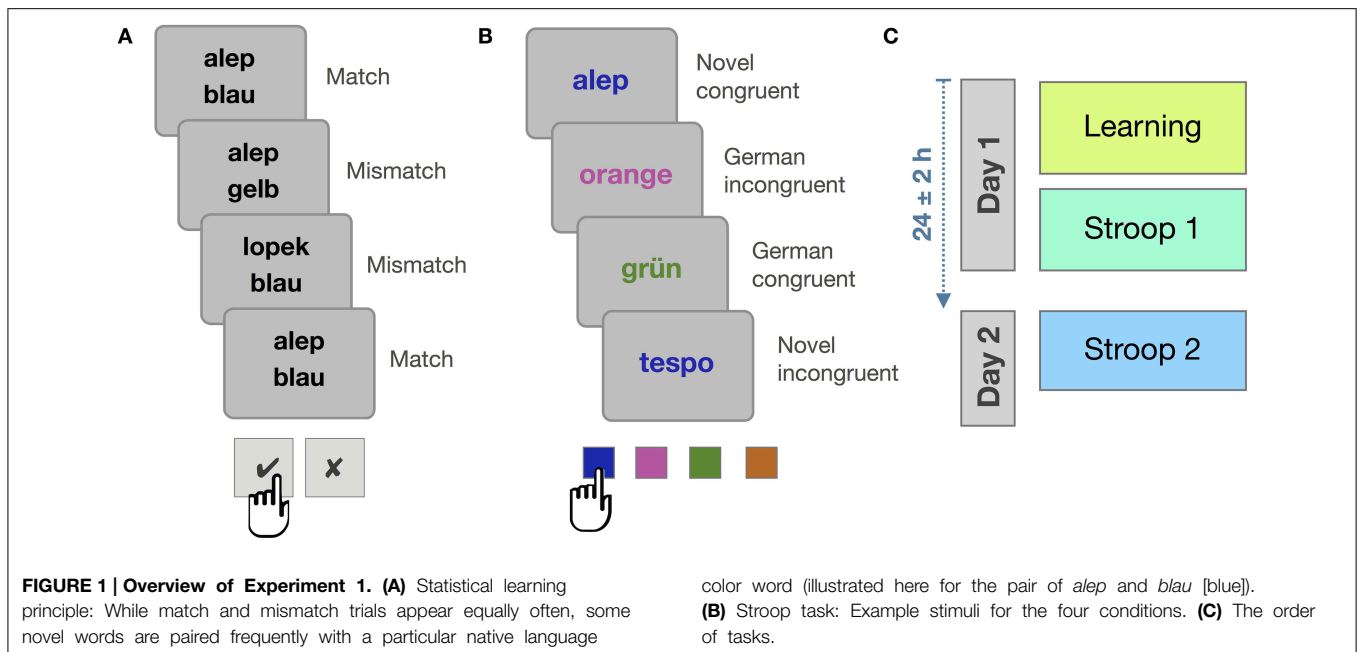 A
alep
blau
Match
alep
gelb
Mismatch
lopek
blau
Mismatch
alep
blau
Match
✔ ✘
B
alep
Novel
congruent
orange
German
incongruent
grün
German
congruent
tespo
Novel
incongruent
C
24 ± 2 h
Day 1
Learning
Stroop 1
Day 2
Stroop 2
FIGURE 1 | Overview of Experiment 1. (A) Statistical learning
principle: While match and mismatch trials appear equally often, some
novel words are paired frequently with a particular native language
color word (illustrated here for the pair of alep and blau [blue]).
(B) Stroop task: Example stimuli for the four conditions. (C) The order
of tasks.